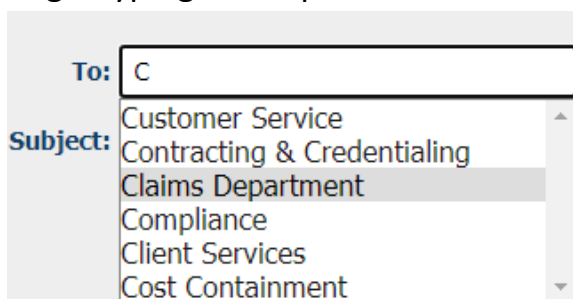 To: C
Customer Service
Subject:
Contracting & Credentialing
Claims Department
Compliance
Client Services
Cost Containment